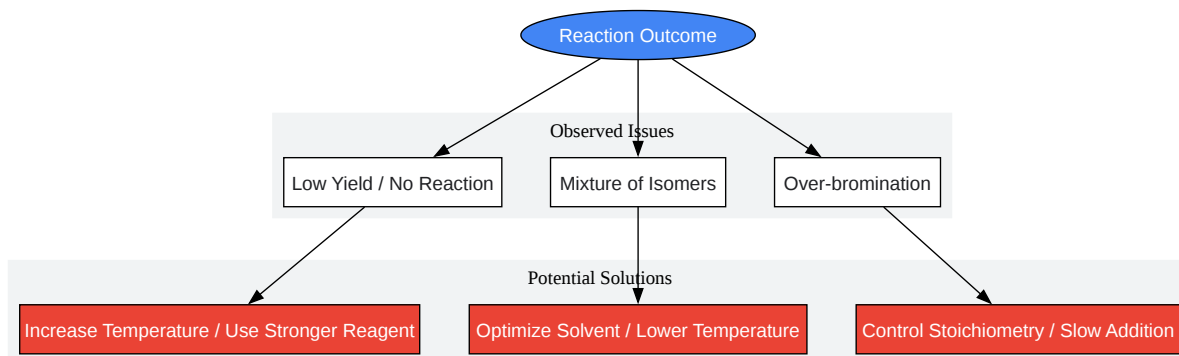 Reaction Outcome
Observed Issues
Low Yield / No Reaction
Mixture of Isomers
Over-bromination
Potential Solutions
Increase Temperature / Use Stronger Reagent
Optimize Solvent / Lower Temperature
Control Stoichiometry / Slow Addition